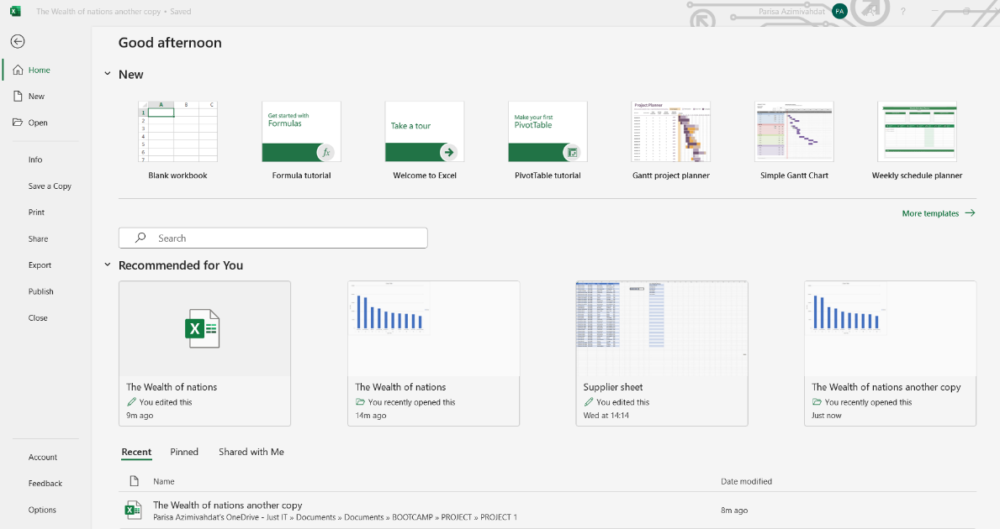 The Wealth of nations another copy • Saved
Parisa Azimivahdat PA ?
Good afternoon
Home
New
Open
Info
Save a Copy
Print
Share
Export
Publish
Close
Account
Feedback
Options
New
A B C
1
2
3
4
5
6
7
Get started with
Formulas
fx
Take a tour
Make your first
PivotTable
Project Planner
Blank workbook
Formula tutorial
Welcome to Excel
PivotTable tutorial
Gantt project planner
Simple Gantt Chart
Weekly schedule planner
More templates
Search
Recommended for You
X
The Wealth of nations
You edited this
9m ago
The Wealth of nations
You recently opened this
14m ago
Supplier sheet
You edited this
Wed at 14:14
The Wealth of nations another copy
You recently opened this
Just now
Recent Pinned Shared with Me
Name Date modified
The Wealth of nations another copy
Parisa Azimivahdat's OneDrive - Just IT » Documents » Documents » BOOTCAMP » PROJECT » PROJECT 1
8m ago